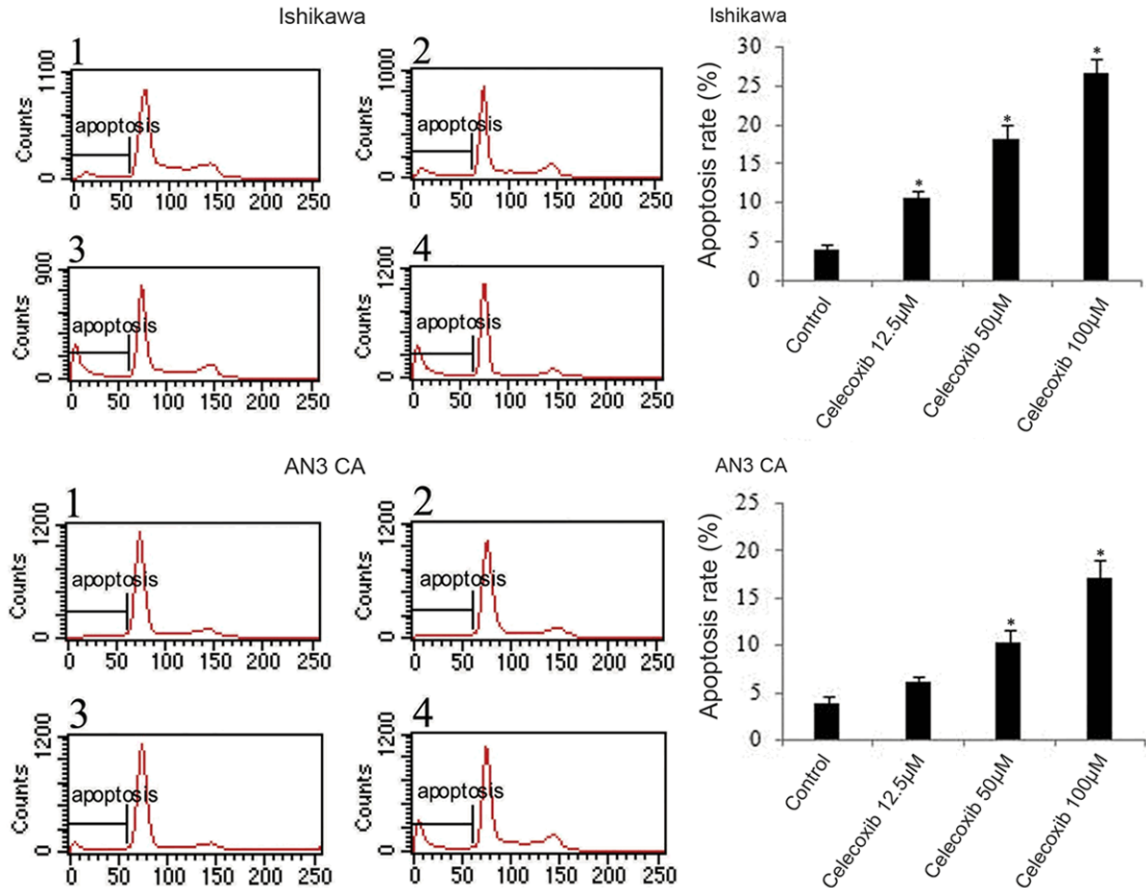 Ishikawa
1
1100
Counts
0
apoptosis
0 50 100 150 200 250
2
1000
Counts
0
apoptosis
0 50 100 150 200 250
3
900
Counts
0
apoptosis
0 50 100 150 200 250
4
1200
Counts
0
apoptosis
0 50 100 150 200 250
Ishikawa
Apoptosis rate (%)
30
25
20
15
10
5
0
*
*
*
Control
Celecoxib 12.5µM
Celecoxib 50µM
Celecoxib 100µM
AN3 CA
1
1200
Counts
0
apoptosis
0 50 100 150 200 250
2
1200
Counts
0
apoptosis
0 50 100 150 200 250
3
1200
Counts
0
apoptosis
0 50 100 150 200 250
4
1200
Counts
0
apoptosis
0 50 100 150 200 250
AN3 CA
Apoptosis rate (%)
25
20
15
10
5
0
*
*
Control
Celecoxib 12.5µM
Celecoxib 50µM
Celecoxib 100µM